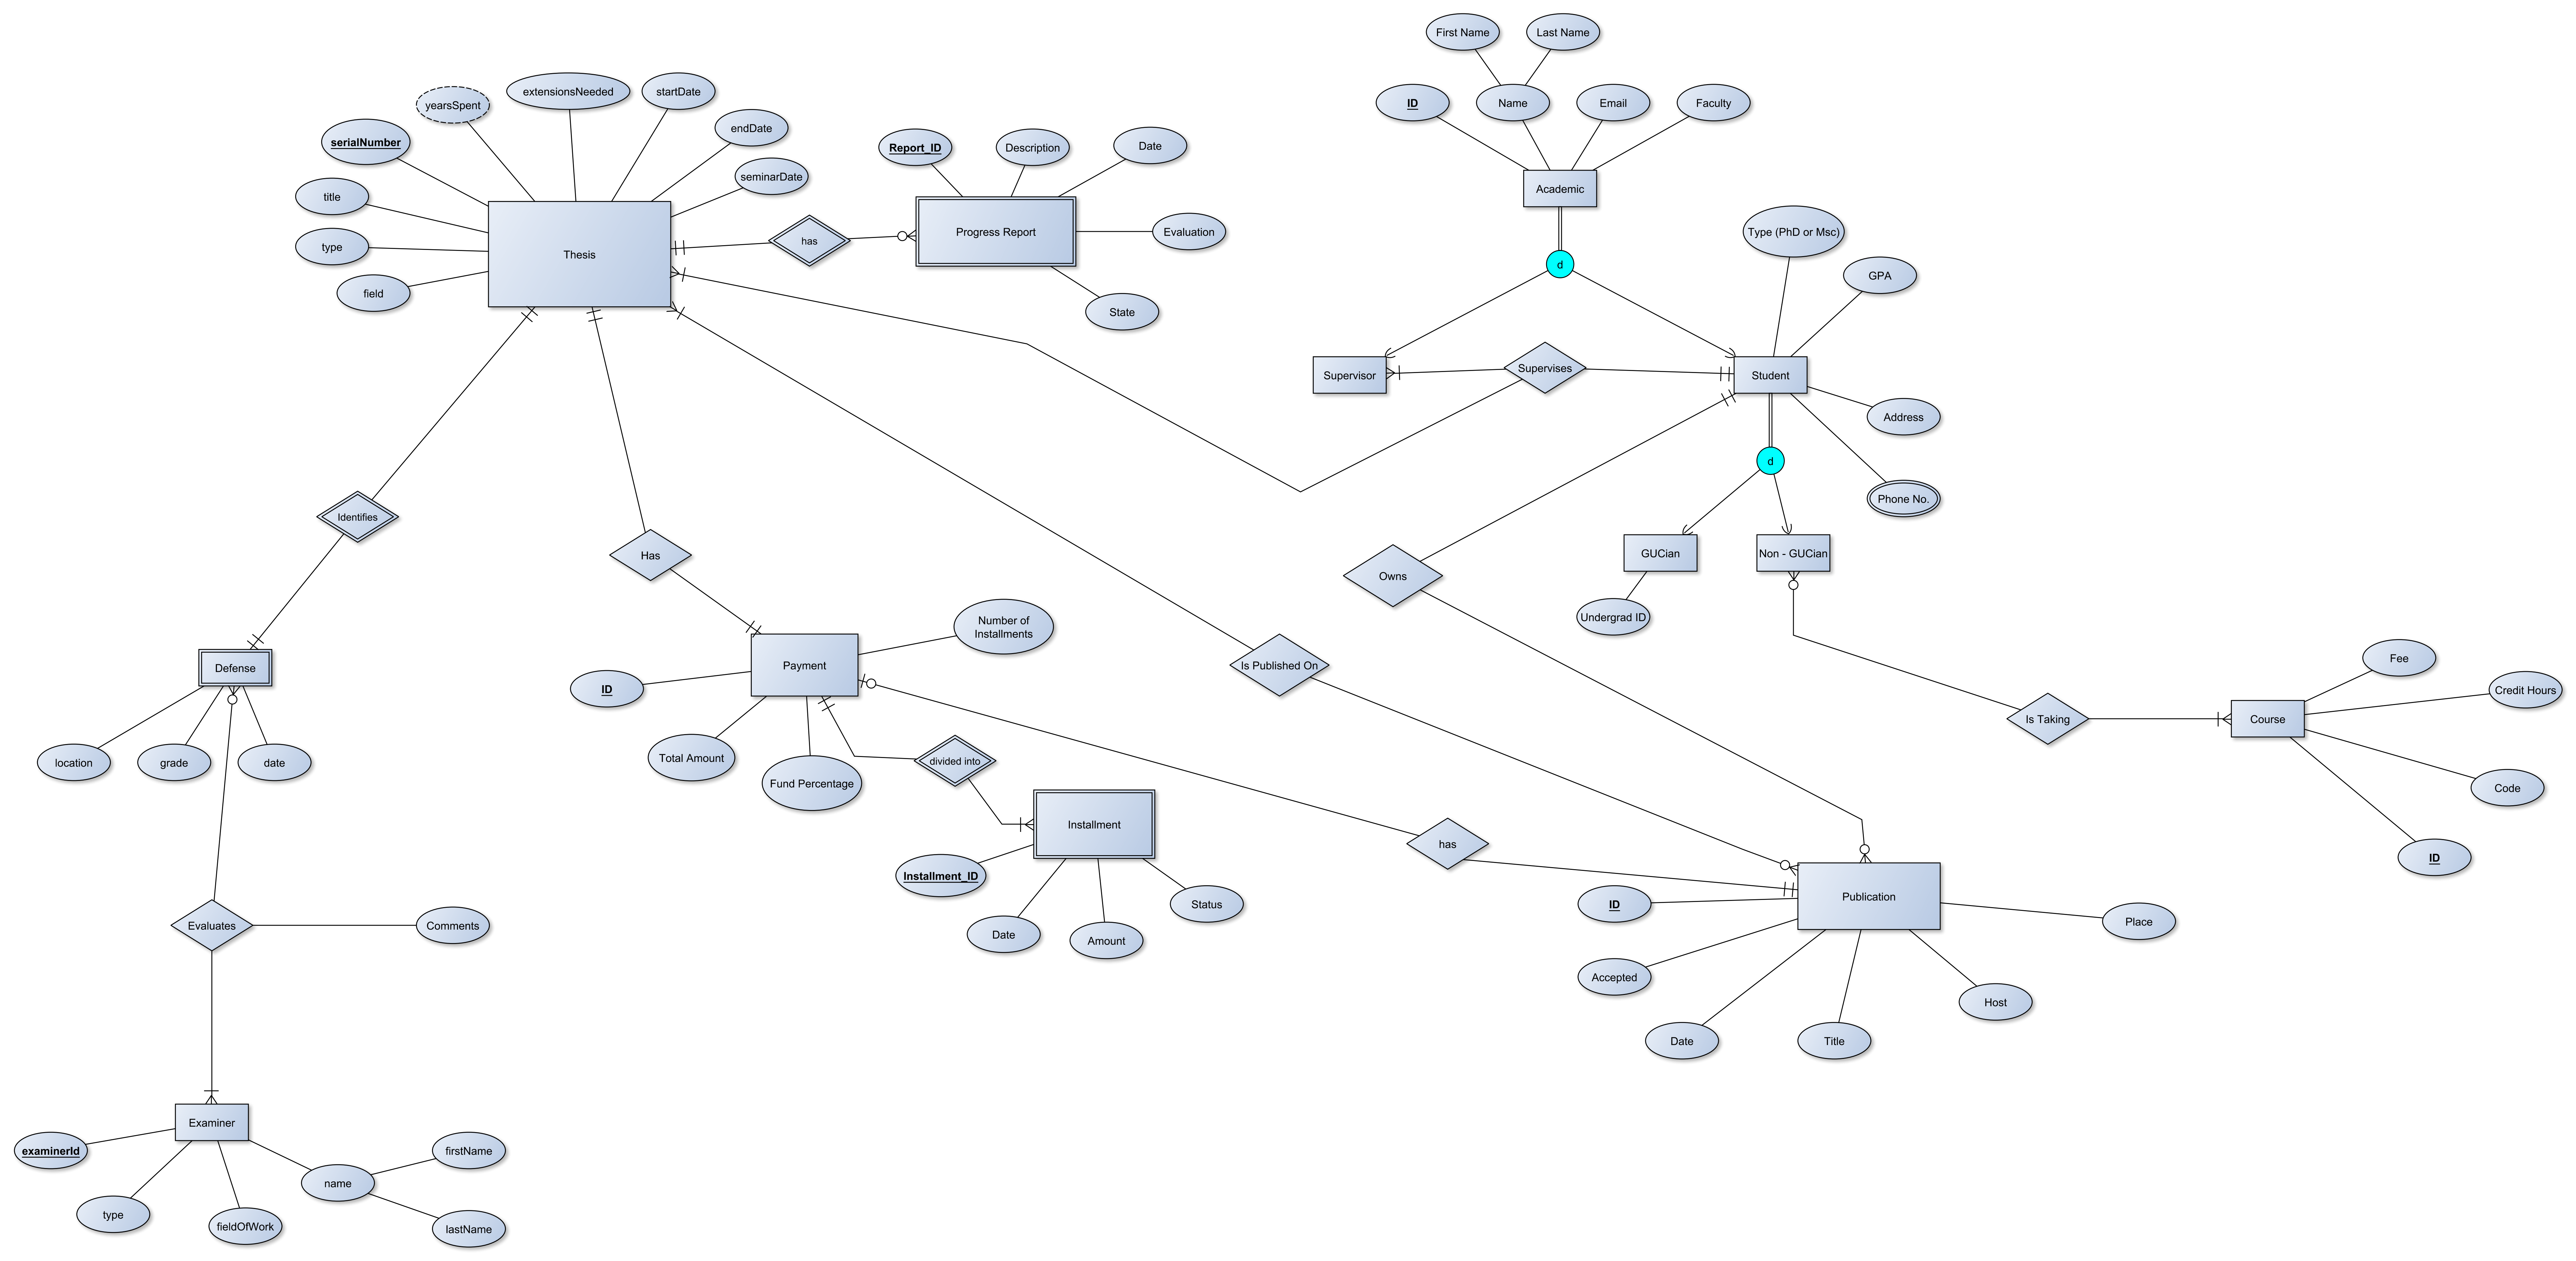 First Name
Last Name
yearsSpent
extensionsNeeded
startDate
ID
Name
Email
Faculty
serialNumber
endDate
Report_ID
Description
Date
title
seminarDate
Academic
type
Thesis
has
Progress Report
Evaluation
Type (PhD or Msc)
field
State
d
GPA
Supervisor
Supervises
Student
Address
d
Phone No.
Identifies
Has
Owns
GUCian
Non - GUCian
Undergrad ID
Number of
Installments
Defense
Payment
Is Published On
Fee
ID
Credit Hours
Is Taking
Course
location
grade
date
Total Amount
Fund Percentage
divided into
Code
Installment
has
ID
Installment_ID
Status
Publication
ID
Place
Evaluates
Comments
Date
Amount
Accepted
Host
Date
Title
Examiner
examinerId
firstName
name
type
fieldOfWork
lastName